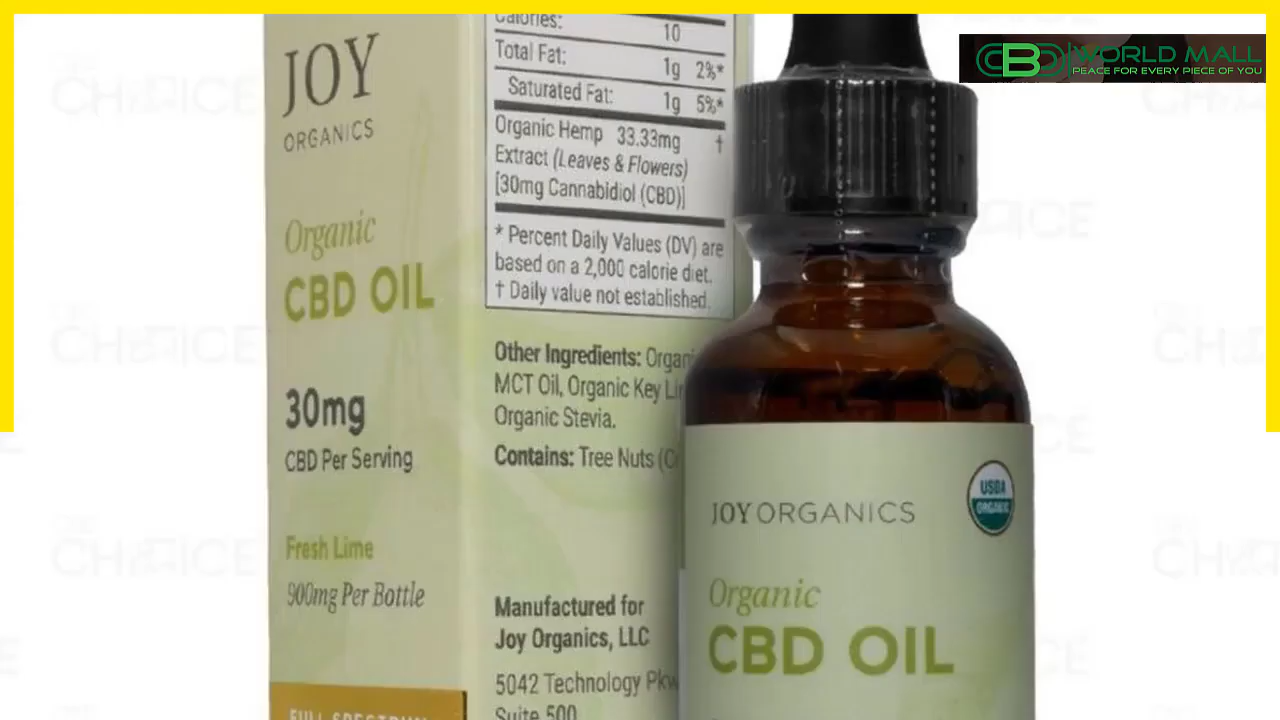 JOY
ORGANICS
Organic
CBD OIL
30mg
CBD Per Serving
Fresh Lime
900mg Per Bottle
FULL SPECTRUM
Calories: 10
Total Fat: 1g 2%*
Saturated Fat: 1g 5%*
Organic Hemp 33.33mg †
Extract (Leaves & Flowers)
[30mg Cannabidiol (CBD)]
* Percent Daily Values (DV) are
based on a 2,000 calorie diet.
† Daily value not established.
Other Ingredients:
MCT Oil, Organic Key
Organic Stevia.
Contains: Tree Nuts
Manufactured for
Joy Organics, LLC
5042 Technology
Suite 500
CBD WORLD MALL
PEACE FOR EVERY PIECE OF YOU
JOY ORGANICS
USDA
ORGANIC
Organic
CBD OIL